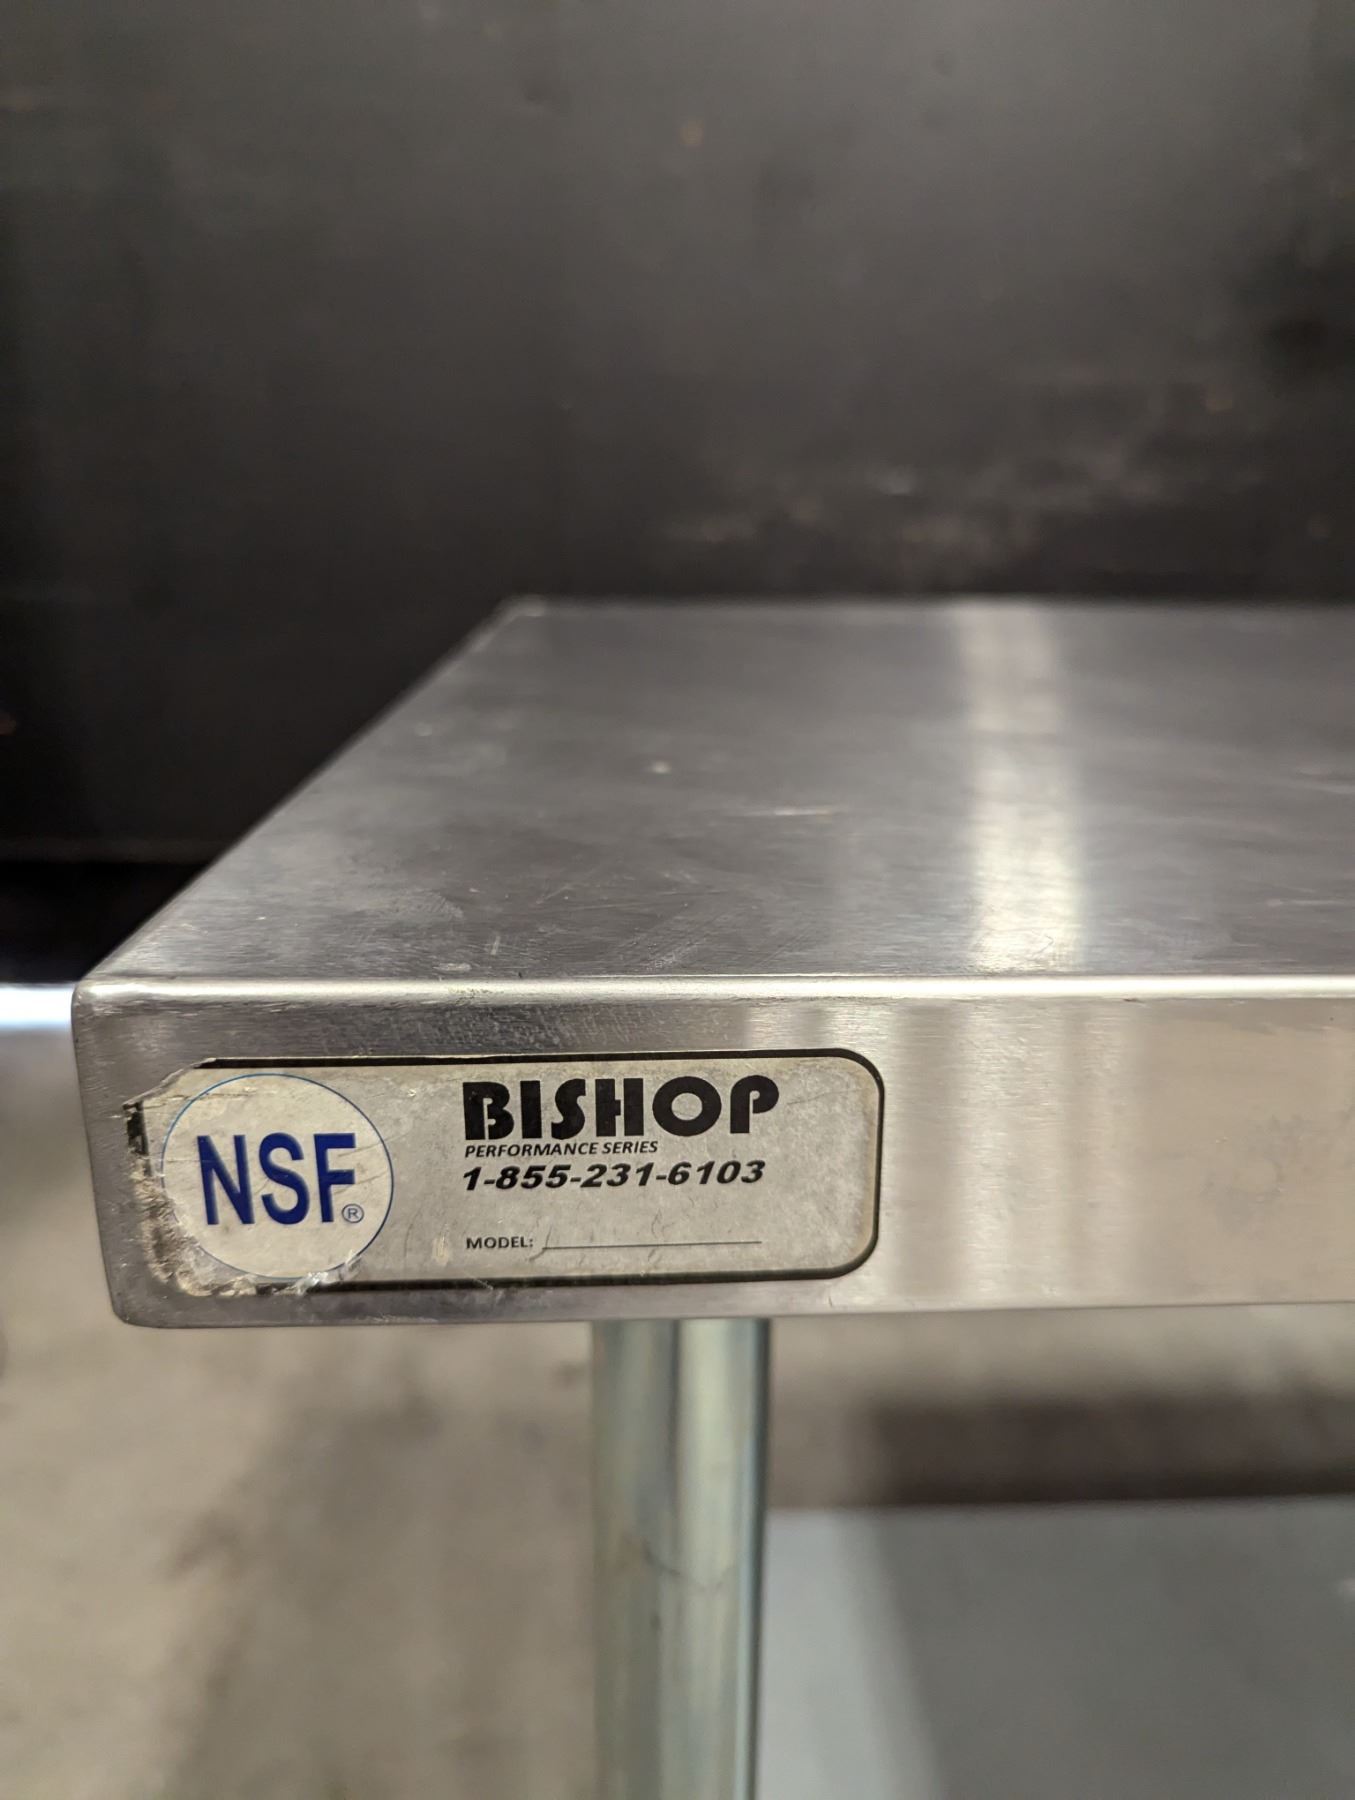 NSF®
BISHOP
PERFORMANCE SERIES
1-855-231-6103
MODEL: